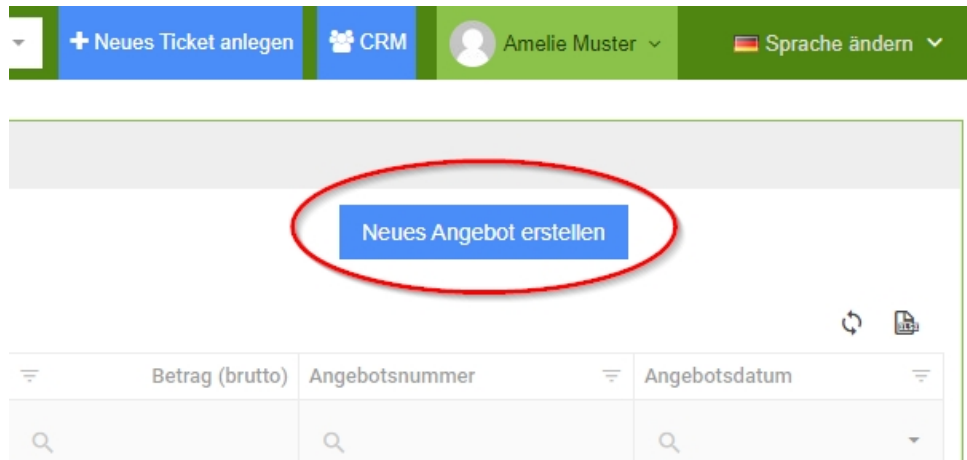 + Neues Ticket anlegen CRM Amelie Muster Sprache ändern
Neues Angebot erstellen
Betrag (brutto) Angebotsnummer Angebotsdatum